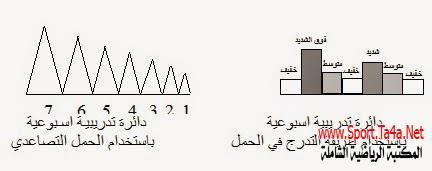 فوق الشديد
شديد
خفيف متوسط خفيف متوسط خفيف
دائرة تدريبية اسبوعية
باستخدام طريقة التدرج في الحمل
www.Sport.Ta4a.Net
المكتبة الرياضية الشاملة
7 6 5 4 3 2 1
دائرة تدريبية اسبوعية
باستخدام الحمل التصاعدي